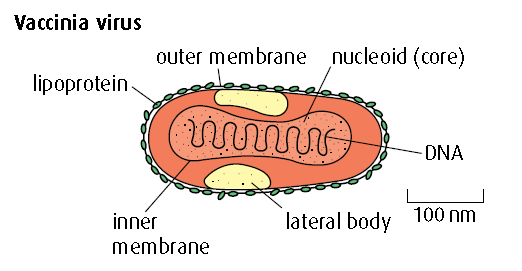 Vaccinia virus
outer membrane
nucleoid (core)
lipoprotein
DNA
inner
membrane
lateral body
100 nm